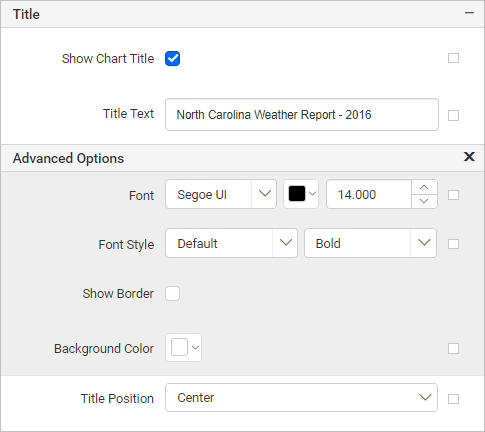 Title
Show Chart Title
Title Text North Carolina Weather Report - 2016
Advanced Options
Font Segoe UI 14.000
Font Style Default Bold
Show Border
Background Color
Title Position Center